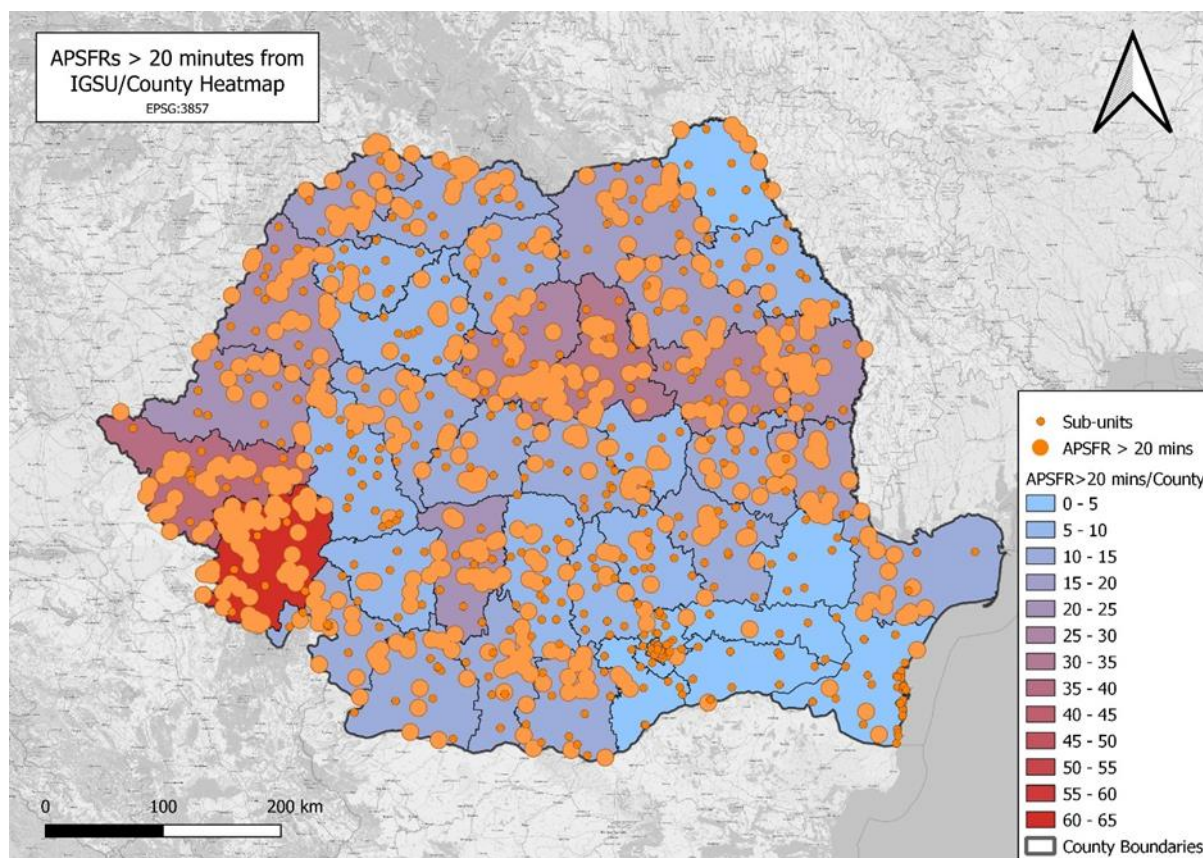 APSFRs > 20 minutes from
IGSU/County Heatmap
EPSG:3857
Sub-units
APSFR > 20 mins
APSFR>20 mins/County
0 - 5
5 - 10
10 - 15
15 - 20
20 - 25
25 - 30
30 - 35
35 - 40
40 - 45
45 - 50
50 - 55
55 - 60
60 - 65
County Boundaries
0 100 200 km